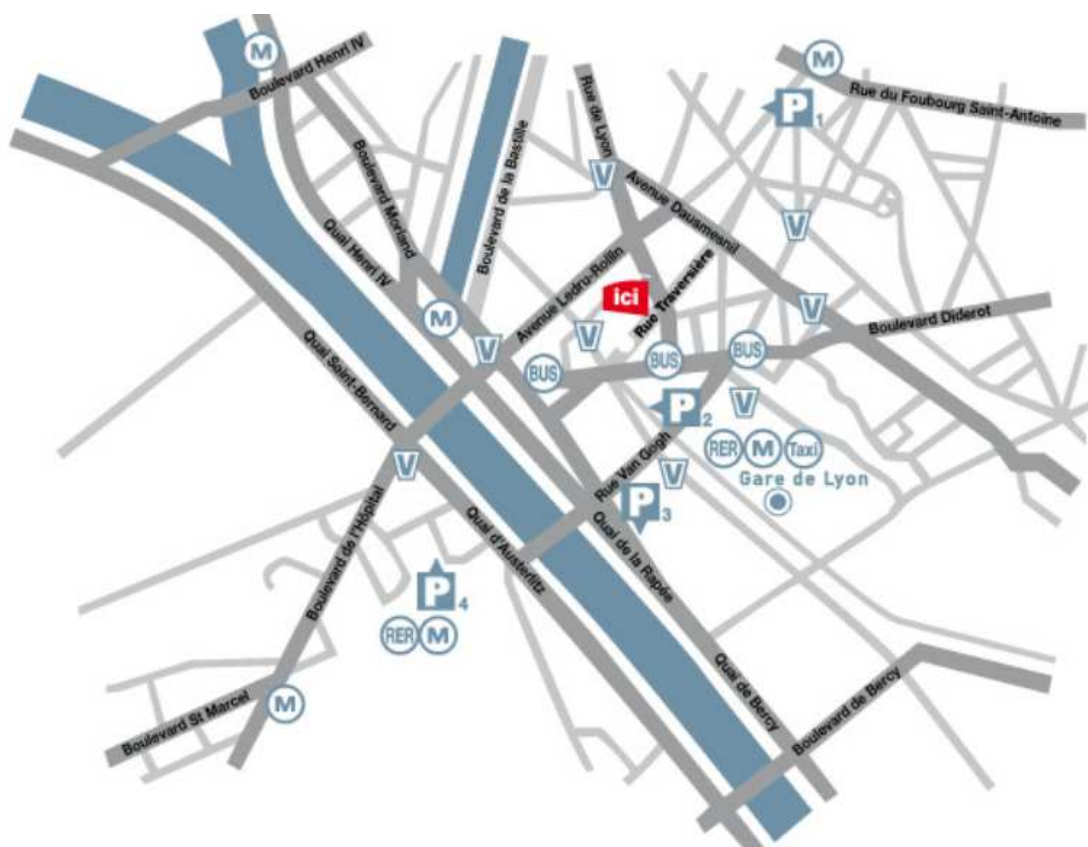 M
Boulevard Henri IV
M
Rue du Foubourg Saint-Antoine
P 1
Rue de Lyon
V
Avenue Dausmesnil
Boulevard de la Bastille
Boulevard Morland
Quai Henri IV
V
Avenue Ledru-Rollin
Rue Traversière
ici
M
V
V
V
Boulevard Diderot
BUS
BUS
BUS
Quai Saint-Bernard
P 2
V
RER
M
Taxi
Gare de Lyon
V
Rue Van Gogh
V
P 3
Boulevard de l'Hôpital
Quai d'Austerlitz
Quai de la Rapée
P 4
RER
M
Quai de Bercy
Boulevard de Bercy
Boulevard St Marcel
M